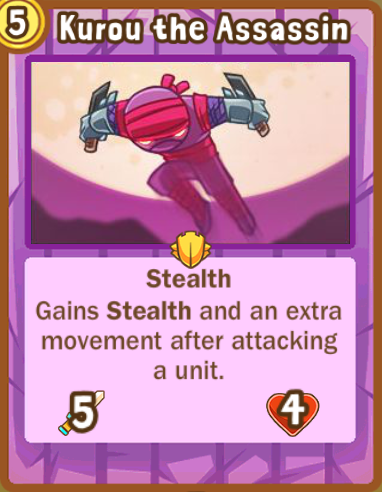 5 Kurou the Assassin
Stealth
Gains Stealth and an extra
movement after attacking
a unit.
5 4